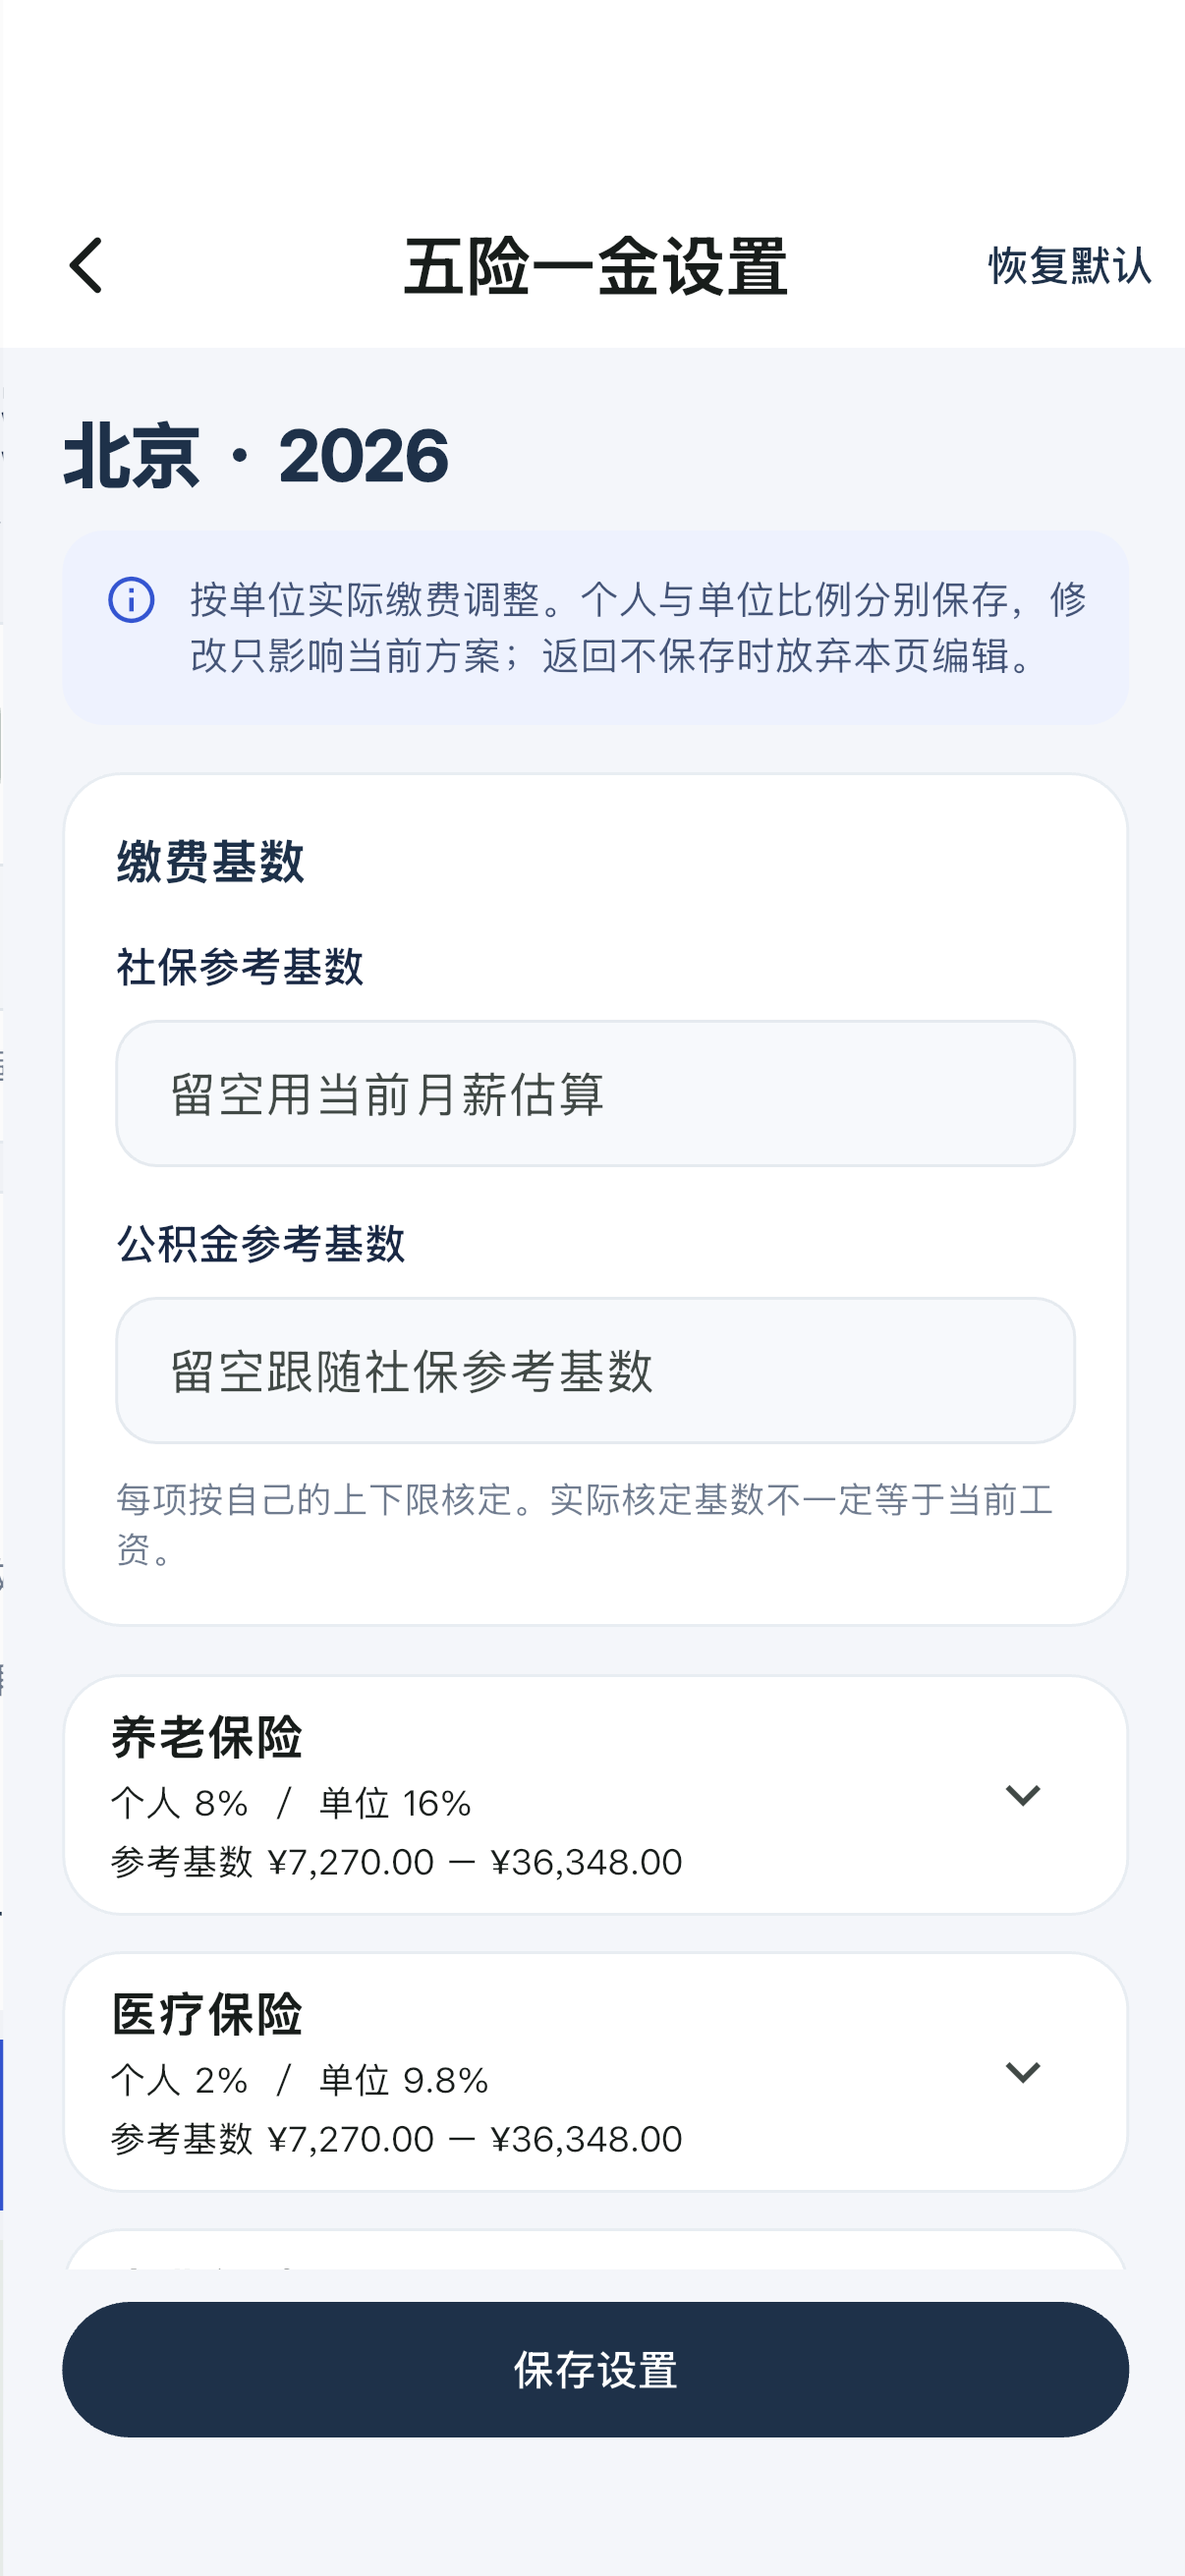 五险一金设置
恢复默认
北京 · 2026
按单位实际缴费调整。个人与单位比例分别保存，修
改只影响当前方案；返回不保存时放弃本页编辑。
缴费基数
社保参考基数
留空用当前月薪估算
公积金参考基数
留空跟随社保参考基数
每项按自己的上下限核定。实际核定基数不一定等于当前工
资。
养老保险
个人 8% / 单位 16%
参考基数 ¥7,270.00 — ¥36,348.00
医疗保险
个人 2% / 单位 9.8%
参考基数 ¥7,270.00 — ¥36,348.00
保存设置